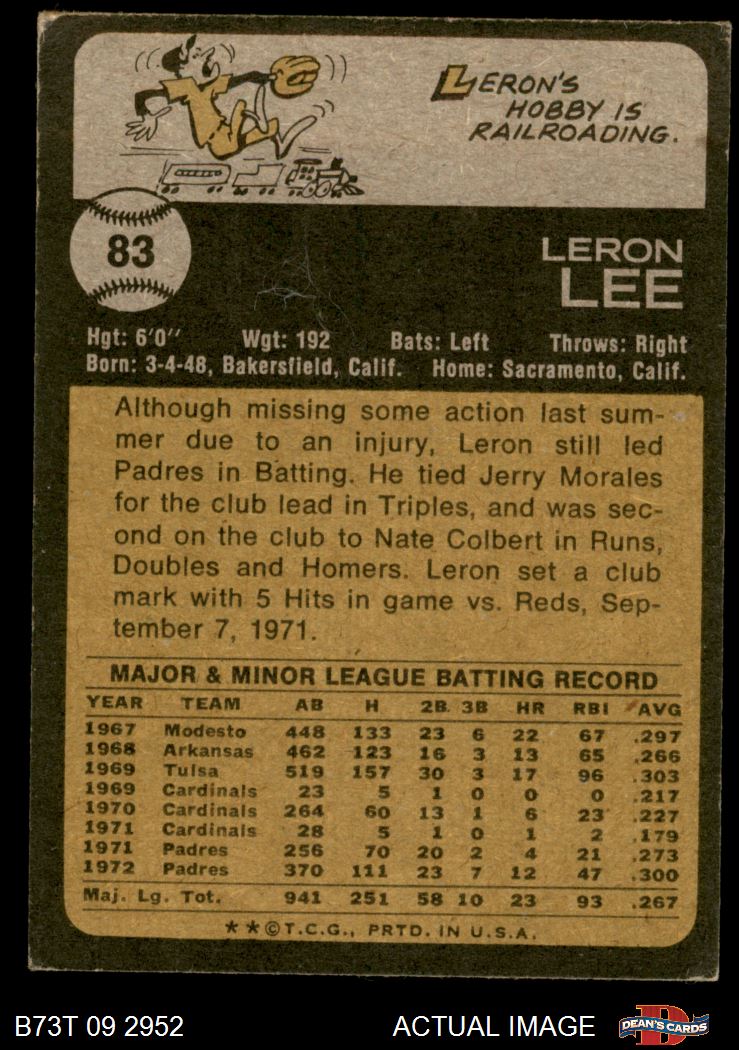 LERON'S
HOBBY IS
RAILROADING.
83
LERON
LEE
Hgt: 6'0" Wgt: 192 Bats: Left Throws: Right
Born: 3-4-48, Bakersfield, Calif. Home: Sacramento, Calif.
Although missing some action last sum-
mer due to an injury, Leron still led
Padres in Batting. He tied Jerry Morales
for the club lead in Triples, and was sec-
ond on the club to Nate Colbert in Runs,
Doubles and Homers. Leron set a club
mark with 5 Hits in game vs. Reds, Sep-
tember 7, 1971.
MAJOR & MINOR LEAGUE BATTING RECORD
YEAR TEAM AB H 2B 3B HR RBI AVG
1967 Modesto 448 133 23 6 22 67 .297
1968 Arkansas 462 123 16 3 13 65 .266
1969 Tulsa 519 157 30 3 17 96 .303
1969 Cardinals 23 5 1 0 0 0 .217
1970 Cardinals 264 60 13 1 6 23 .227
1971 Cardinals 28 5 1 0 1 2 .179
1971 Padres 256 70 20 2 4 21 .273
1972 Padres 370 111 23 7 12 47 .300
Maj. Lg. Tot. 941 251 58 10 23 93 .267
**©T.C.G., PRTD. IN U.S.A.
B73T 09 2952 ACTUAL IMAGE DEAN'S CARDS